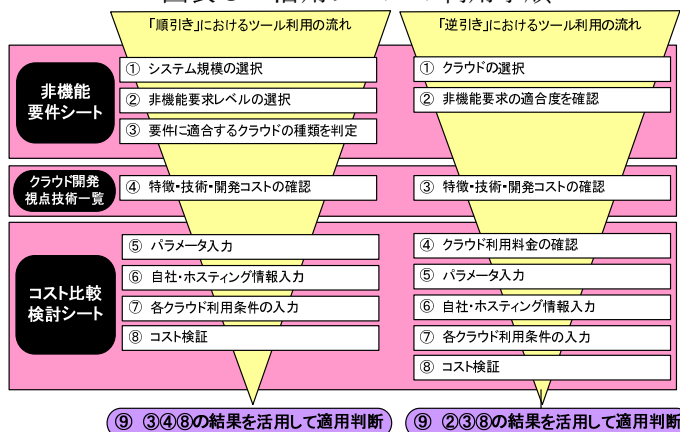 「順引き」におけるツール利用の流れ
「逆引き」におけるツール利用の流れ
非機能
要件シート
① システム規模の選択
② 非機能要求レベルの選択
③ 要件に適合するクラウドの種類を判定
① クラウドの選択
② 非機能要求の適合度を確認
クラウド開発
視点技術一覧
④ 特徴・技術・開発コストの確認
③ 特徴・技術・開発コストの確認
コスト比較
検討シート
⑤ パラメータ入力
⑥ 自社・ホスティング情報入力
⑦ 各クラウド利用条件の入力
⑧ コスト検証
④ クラウド利用料金の確認
⑤ パラメータ入力
⑥ 自社・ホスティング情報入力
⑦ 各クラウド利用条件の入力
⑧ コスト検証
⑨ ③④⑧の結果を活用して適用判断
⑨ ②③⑧の結果を活用して適用判断